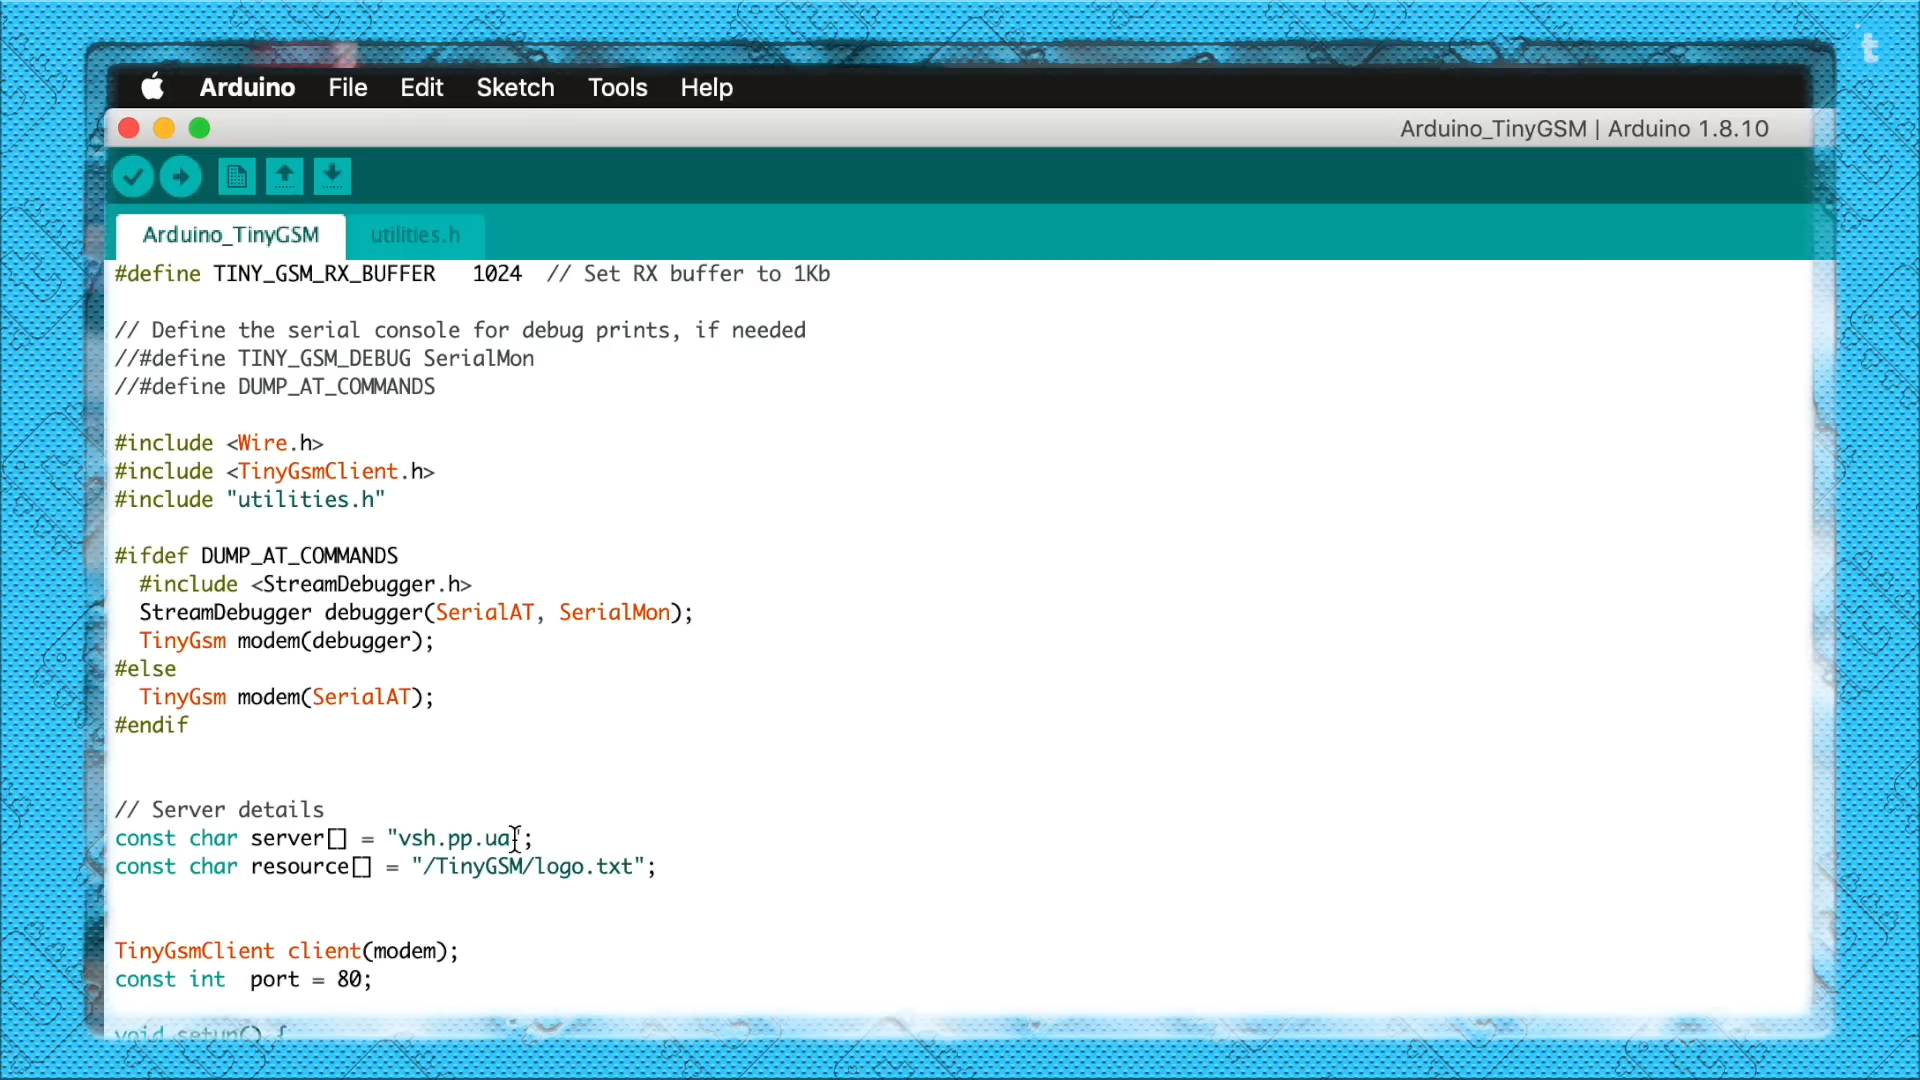 t
Arduino File Edit Sketch Tools Help
Arduino_TinyGSM | Arduino 1.8.10
Arduino_TinyGSM utilities.h
#define TINY_GSM_RX_BUFFER 1024 // Set RX buffer to 1Kb
// Define the serial console for debug prints, if needed
//#define TINY_GSM_DEBUG SerialMon
//#define DUMP_AT_COMMANDS
#include <Wire.h>
#include <TinyGsmClient.h>
#include "utilities.h"
#ifdef DUMP_AT_COMMANDS
#include <StreamDebugger.h>
StreamDebugger debugger(SerialAT, SerialMon);
TinyGsm modem(debugger);
#else
TinyGsm modem(SerialAT);
#endif
// Server details
const char server[] = "vsh.pp.ua";
const char resource[] = "/TinyGSM/logo.txt";
TinyGsmClient client(modem);
const int port = 80;
void setup() {